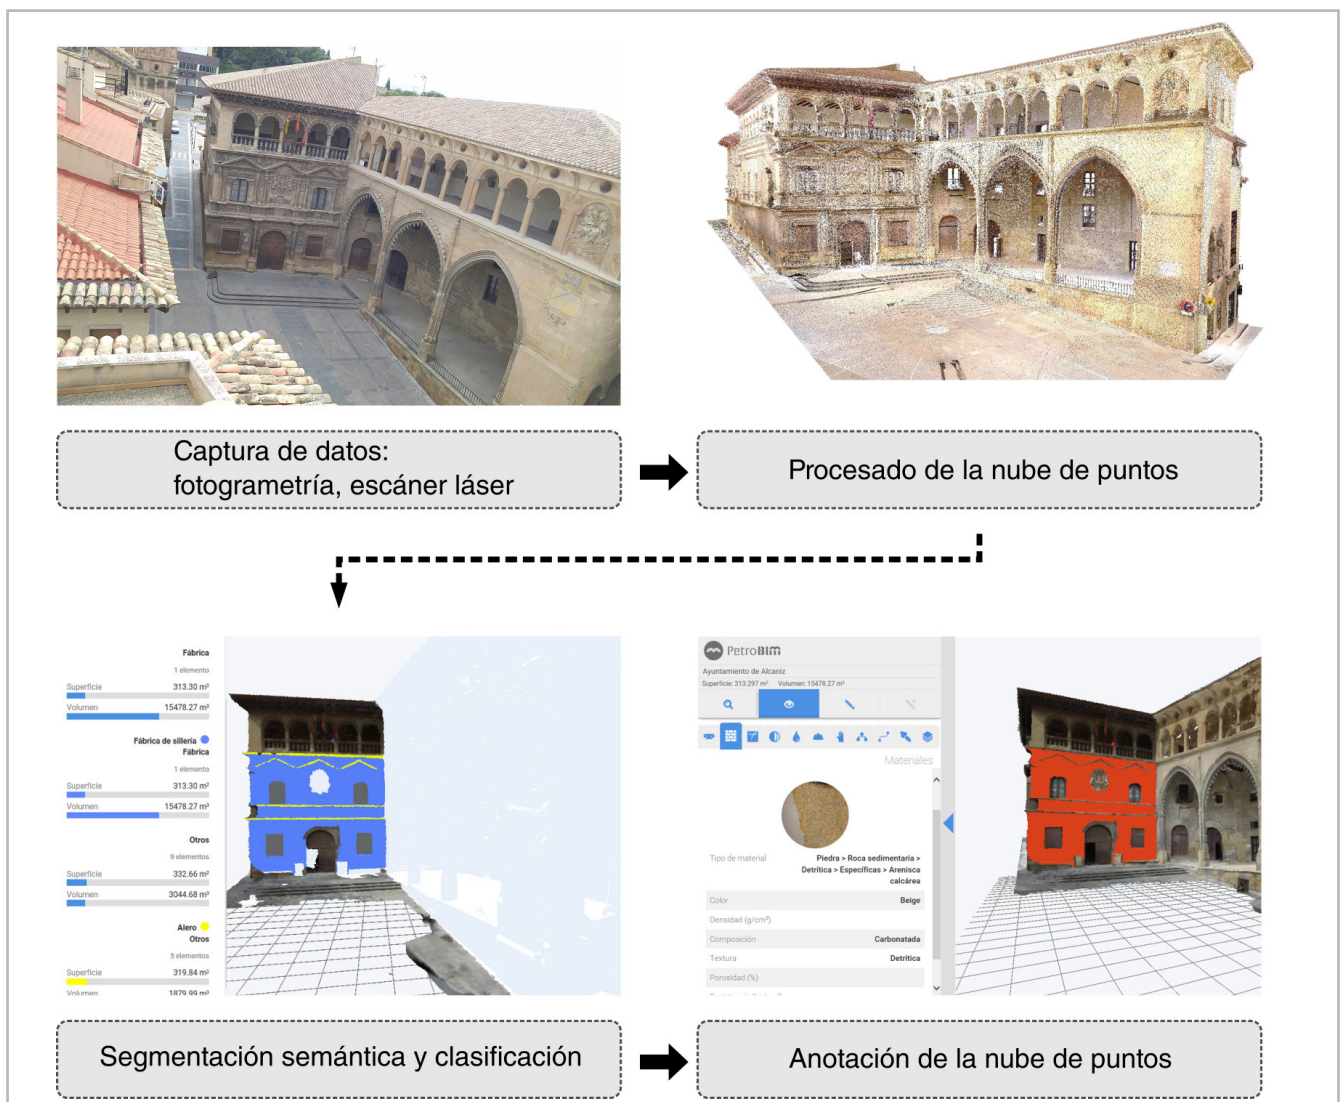 Captura de datos:
fotogrametría, escáner láser
Procesado de la nube de puntos
Fábrica
1 elemento
Superficie 313.30 m²
Volumen 15478.27 m³
Fábrica de sillería
Fábrica
1 elemento
Superficie 313.30 m²
Volumen 15478.27 m³
Otros
9 elementos
Superficie 332.66 m²
Volumen 3044.68 m³
Alero
Otros
5 elementos
Superficie 319.84 m²
Volumen 1879.99 m³
PetroBIM
Ayuntamiento de Alcaniz
Superficie: 313.297 m² Volumen: 15478.27 m³
Materiales
Tipo de material Piedra > Roca sedimentaria >
Detrítica > Específicas > Arenisca
calcárea
Color Beige
Densidad (g/cm³)
Composición Carbonatada
Textura Detrítica
Porosidad (%)
Segmentación semántica y clasificación
Anotación de la nube de puntos